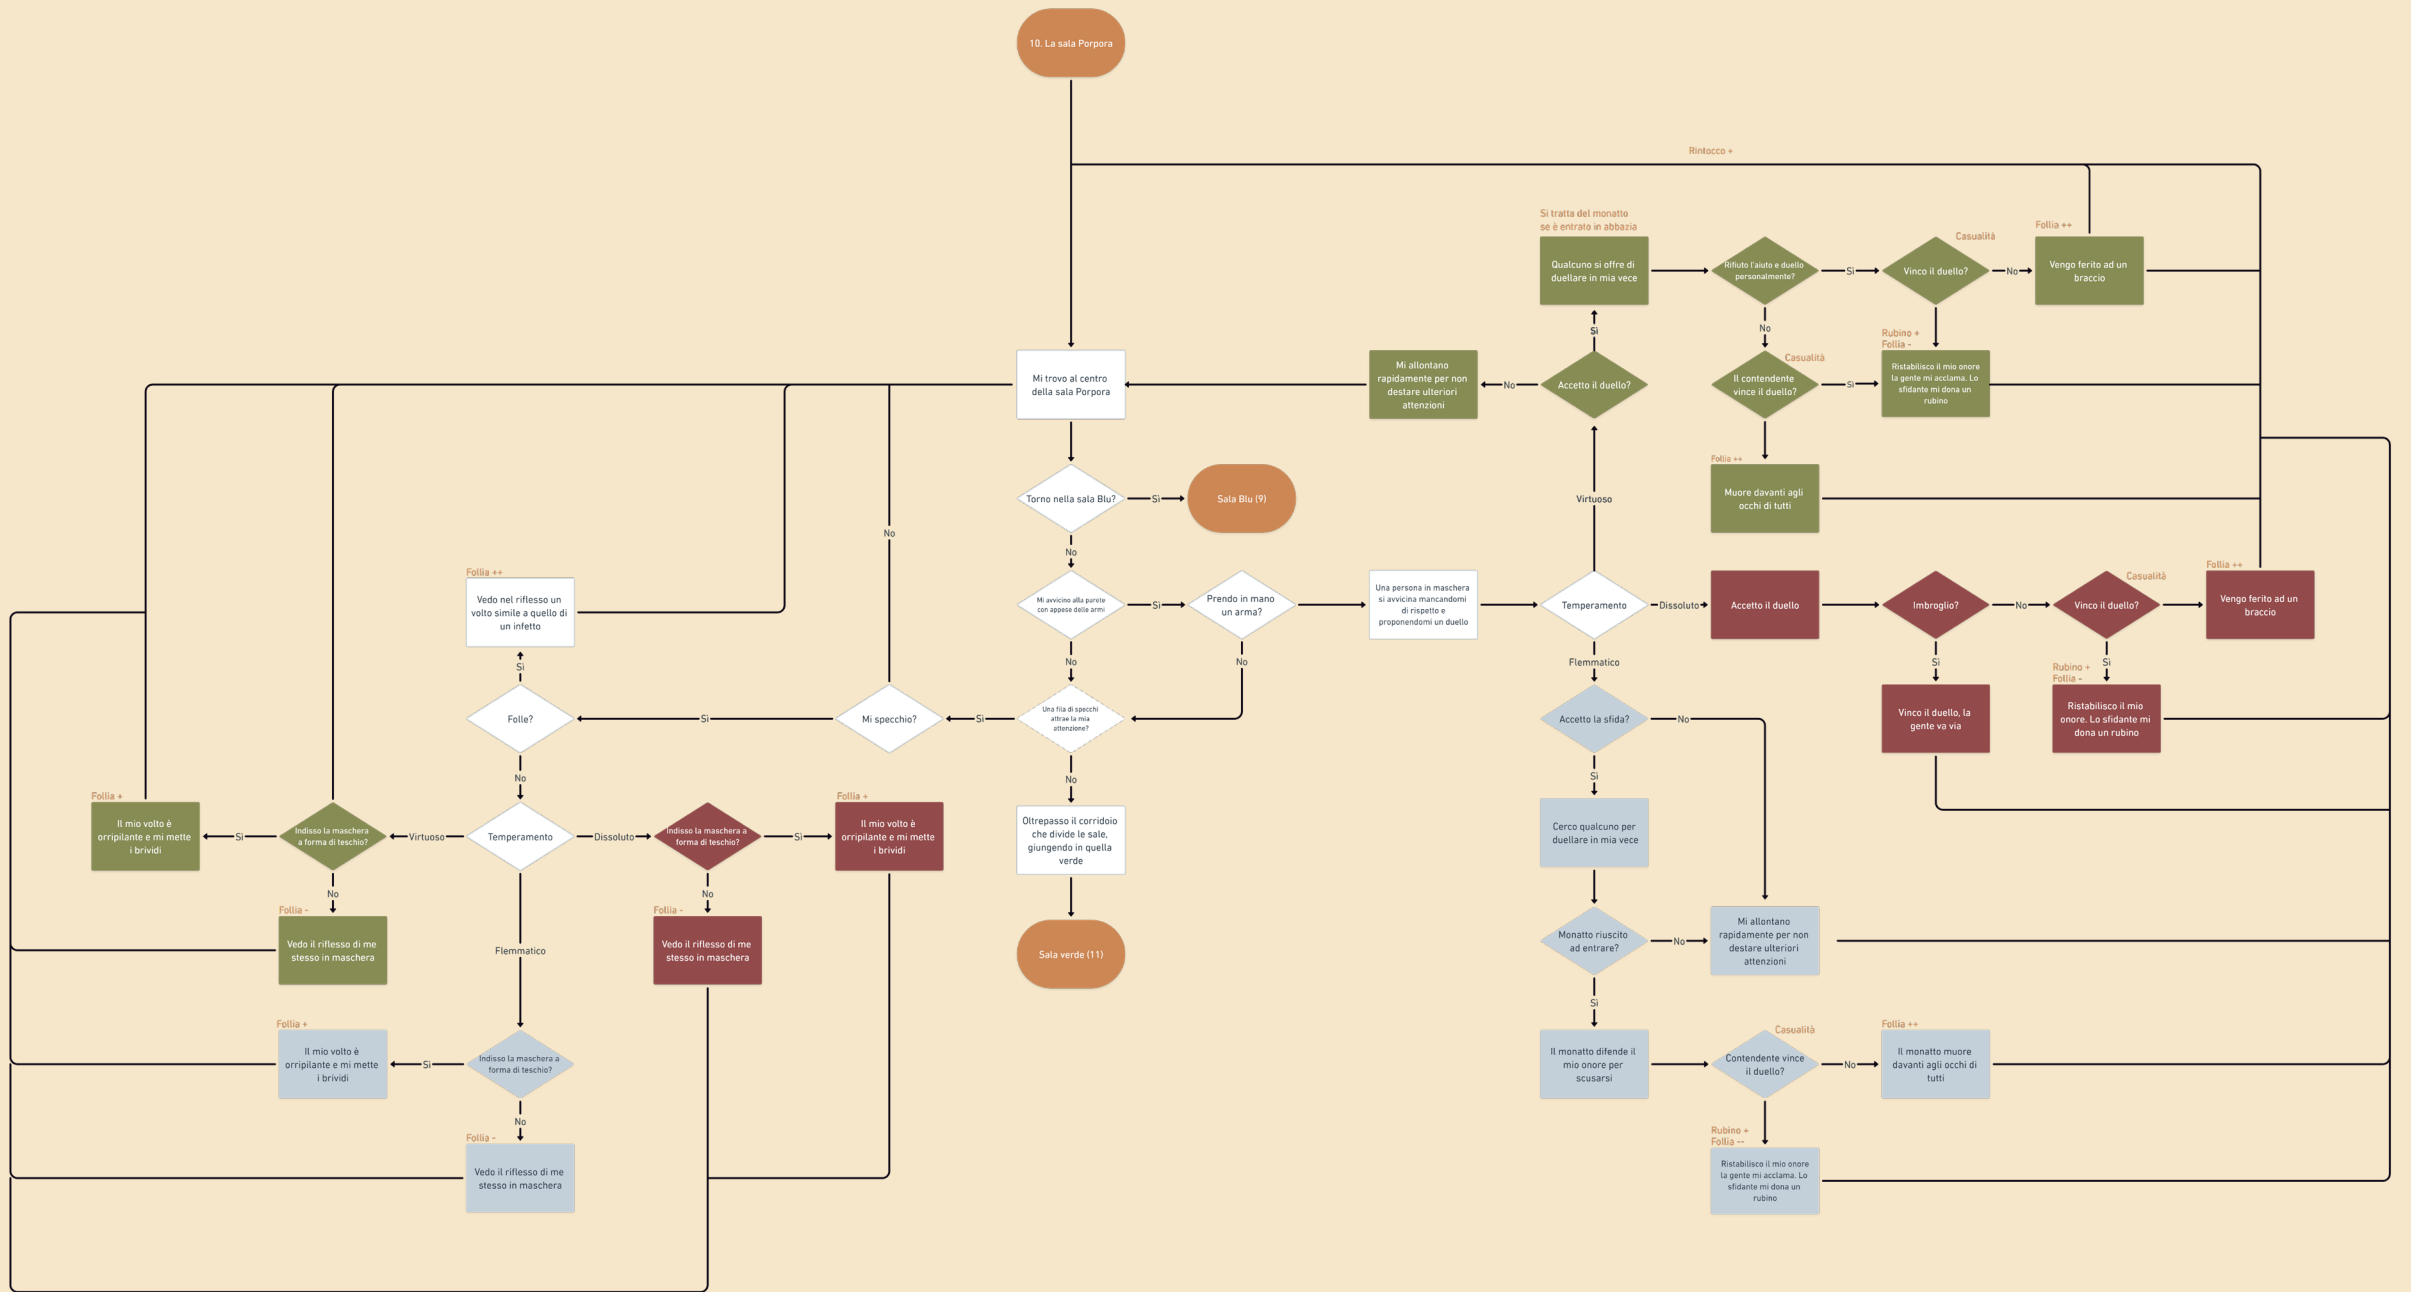 10. La sala Porpora
Rintocco +
Si tratta del monatto
se è entrato in abbazia
Qualcuno si offre di
duellare in mia vece
Rifiuto l'aiuto e duello
personalmente?
Sì
Casualità
Vinco il duello?
No
Follia ++
Vengo ferito ad un
braccio
Sì
No
Mi trovo al centro
della sala Porpora
Mi allontano
rapidamente per non
destare ulteriori
attenzioni
No
Accetto il duello?
Casualità
Il contendente
vince il duello?
Sì
Rubino +
Follia -
Ristabilisco il mio onore
la gente mi acclama. Lo
sfidante mi dona un
rubino
Follia ++
Muore davanti agli
occhi di tutti
Torno nella sala Blu?
Sì
Sala Blu (9)
Virtuoso
No
No
Follia ++
Vedo nel riflesso un
volto simile a quello di
un infetto
Mi avvicino alla parete
con appese delle armi
Sì
Prendo in mano
un arma?
Una persona in maschera
si avvicina mancandomi
di rispetto e
proponendomi un duello
Temperamento
Dissoluto
Accetto il duello
Imbroglio?
No
Casualità
Vinco il duello?
Follia ++
Vengo ferito ad un
braccio
Sì
No
No
Flemmatico
Sì
Sì
Folle?
Sì
Mi specchio?
Sì
Una fila di specchi
attrae la mia
attenzione?
Accetto la sfida?
No
Vinco il duello, la
gente va via
Rubino +
Follia -
Ristabilisco il mio
onore. Lo sfidante mi
dona un rubino
No
No
Sì
Follia +
Il mio volto è
orripilante e mi mette
i brividi
Sì
Indisso la maschera
a forma di teschio?
Virtuoso
Temperamento
Dissoluto
Indisso la maschera a
forma di teschio?
Sì
Follia +
Il mio volto è
orripilante e mi mette
i brividi
Oltrepasso il corridoio
che divide le sale,
giungendo in quella
verde
Cerco qualcuno per
duellare in mia vece
No
No
Follia -
Vedo il riflesso di me
stesso in maschera
Flemmatico
Follia -
Vedo il riflesso di me
stesso in maschera
Sala verde (11)
Monatto riuscito
ad entrare?
No
Mi allontano
rapidamente per non
destare ulteriori
attenzioni
Sì
Follia +
Il mio volto è
orripilante e mi mette
i brividi
Sì
Indisso la maschera a
forma di teschio?
Il monatto difende il
mio onore per
scusarsi
Casualità
Contendente vince
il duello?
No
Follia ++
Il monatto muore
davanti agli occhi di
tutti
No
Follia -
Vedo il riflesso di me
stesso in maschera
Rubino +
Follia --
Ristabilisco il mio onore
la gente mi acclama. Lo
sfidante mi dona un
rubino